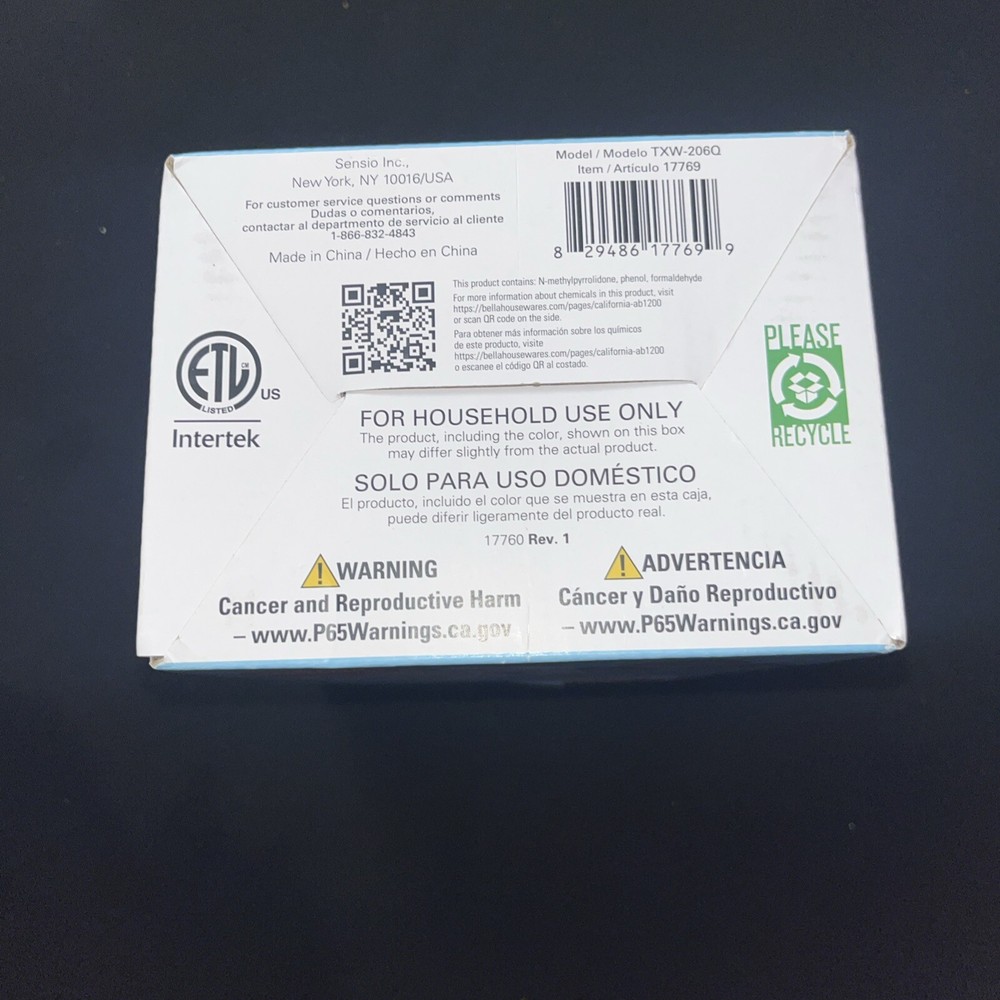 Sensio Inc.,
New York, NY 10016/USA
For customer service questions or comments
Dudas o comentarios,
contactar al departmento de servicio al cliente
1-866-832-4843
Made in China / Hecho en China
Model / Modelo TXW-206Q
Item / Articulo 17769
8 29486 17769 9
This product contains: N-methylpyrrolidone, phenol, formaldehyde
For more information about chemicals in this product, visit
https://bellahousewares.com/pages/california-ab1200
or scan QR code on the side.
Para obtener más información sobre los químicos
de este producto, visite
https://bellahousewares.com/pages/california-ab1200
o escanee el código QR al costado.
ETL CM
LISTED
US
Intertek
PLEASE
RECYCLE
FOR HOUSEHOLD USE ONLY
The product, including the color, shown on this box
may differ slightly from the actual product.
SOLO PARA USO DOMÉSTICO
El producto, incluido el color que se muestra en esta caja,
puede diferir ligeramente del producto real.
17760 Rev. 1
WARNING
Cancer and Reproductive Harm
– www.P65Warnings.ca.gov
ADVERTENCIA
Cáncer y Daño Reproductivo
– www.P65Warnings.ca.gov